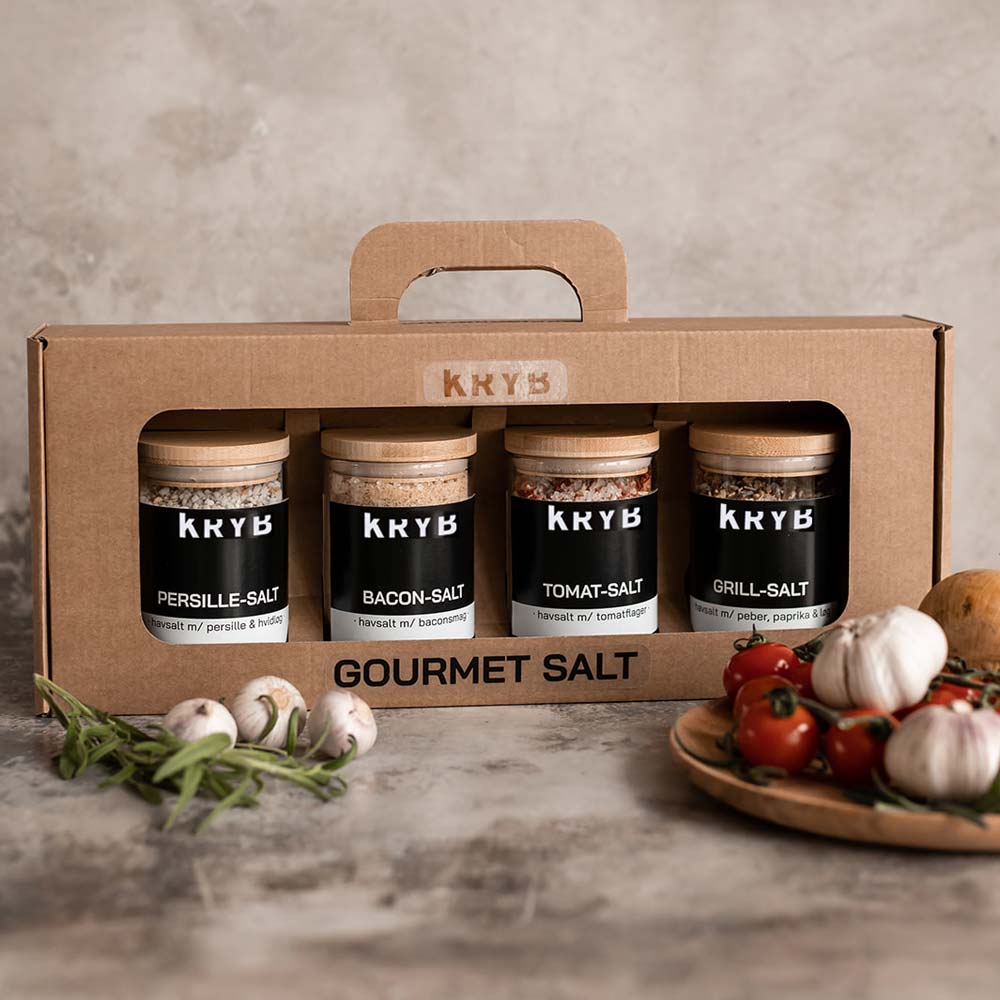 KRYB
KRYB
PERSILLE-SALT
· havsalt m/ persille & hvidløg
KRYB
BACON-SALT
· havsalt m/ baconsmag ·
KRYB
TOMAT-SALT
· havsalt m/ tomatflager ·
KRYB
GRILL-SALT
havsalt m/ peber, paprika & løg
GOURMET SALT